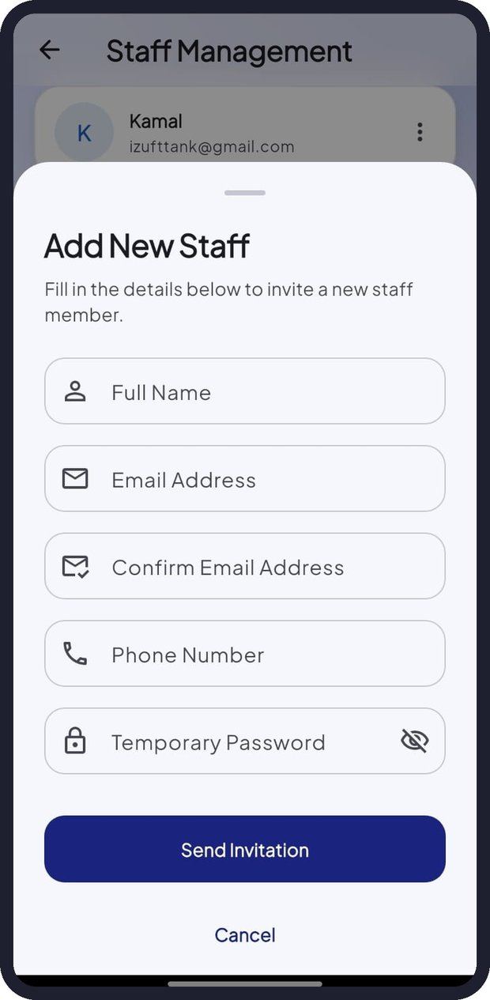 Staff Management
K
Kamal
izufttank@gmail.com
Add New Staff
Fill in the details below to invite a new staff
member.
Full Name
Email Address
Confirm Email Address
Phone Number
Temporary Password
Send Invitation
Cancel